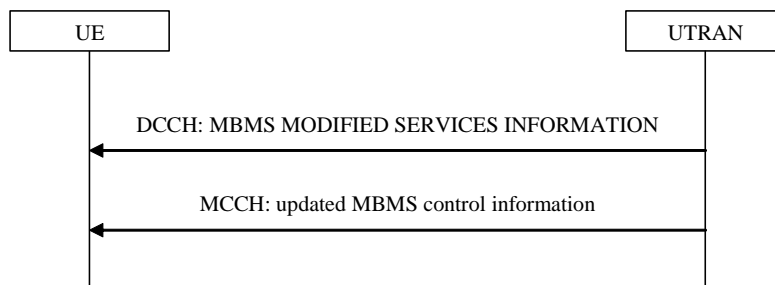 UE
UTRAN
DCCH: MBMS MODIFIED SERVICES INFORMATION
MCCH: updated MBMS control information